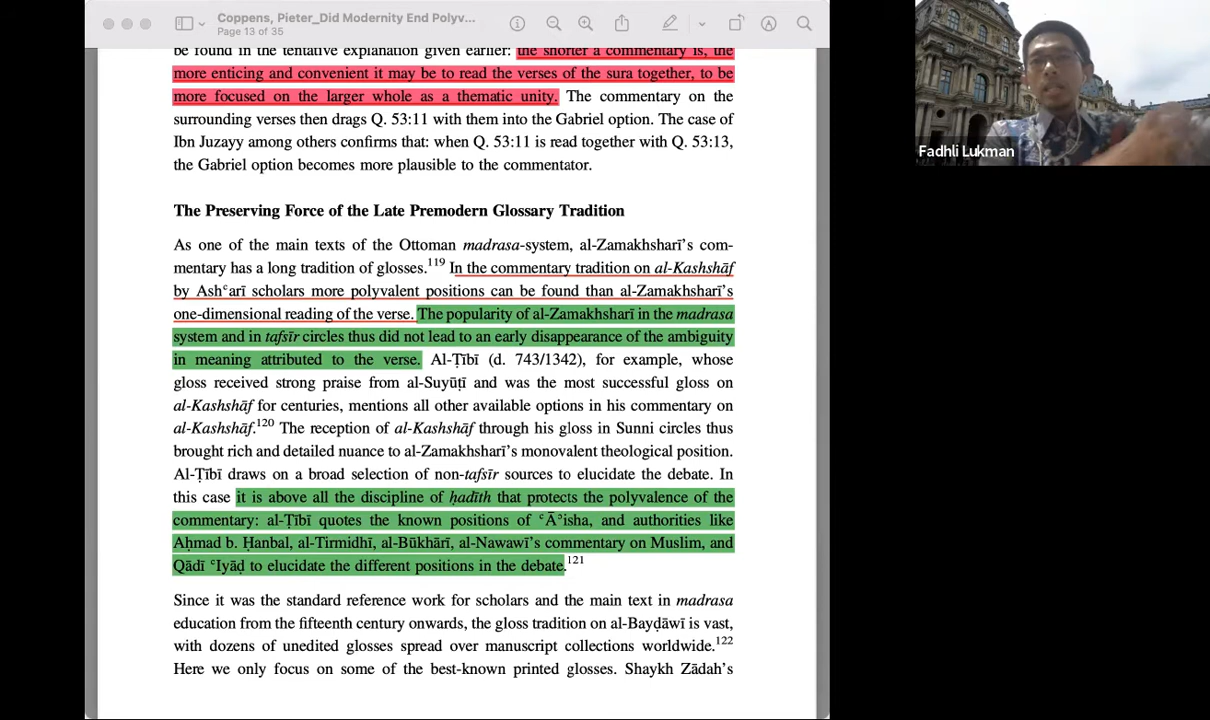 Coppens, Pieter_Did Modernity End Polyv...
Page 13 of 35
be found in the tentative explanation given earlier: the shorter a commentary is, the
more enticing and convenient it may be to read the verses of the sura together, to be
more focused on the larger whole as a thematic unity. The commentary on the
surrounding verses then drags Q. 53:11 with them into the Gabriel option. The case of
Ibn Juzayy among others confirms that: when Q. 53:11 is read together with Q. 53:13,
the Gabriel option becomes more plausible to the commentator.
The Preserving Force of the Late Premodern Glossary Tradition
As one of the main texts of the Ottoman madrasa-system, al-Zamakhsharī's com-
mentary has a long tradition of glosses.119 In the commentary tradition on al-Kashshāf
by Ashʿarī scholars more polyvalent positions can be found than al-Zamakhsharī's
one-dimensional reading of the verse. The popularity of al-Zamakhsharī in the madrasa
system and in tafsīr circles thus did not lead to an early disappearance of the ambiguity
in meaning attributed to the verse. Al-Ṭībī (d. 743/1342), for example, whose
gloss received strong praise from al-Suyūṭī and was the most successful gloss on
al-Kashshāf for centuries, mentions all other available options in his commentary on
al-Kashshāf.120 The reception of al-Kashshāf through his gloss in Sunni circles thus
brought rich and detailed nuance to al-Zamakhsharī's monovalent theological position.
Al-Ṭībī draws on a broad selection of non-tafsīr sources to elucidate the debate. In
this case it is above all the discipline of ḥadīth that protects the polyvalence of the
commentary: al-Ṭībī quotes the known positions of ʿĀʾisha, and authorities like
Aḥmad b. Ḥanbal, al-Tirmidhī, al-Būkhārī, al-Nawawī's commentary on Muslim, and
Qāḍī ʿIyāḍ to elucidate the different positions in the debate.121
Since it was the standard reference work for scholars and the main text in madrasa
education from the fifteenth century onwards, the gloss tradition on al-Bayḍāwī is vast,
with dozens of unedited glosses spread over manuscript collections worldwide.122
Here we only focus on some of the best-known printed glosses. Shaykh Zādah's
Fadhli Lukman